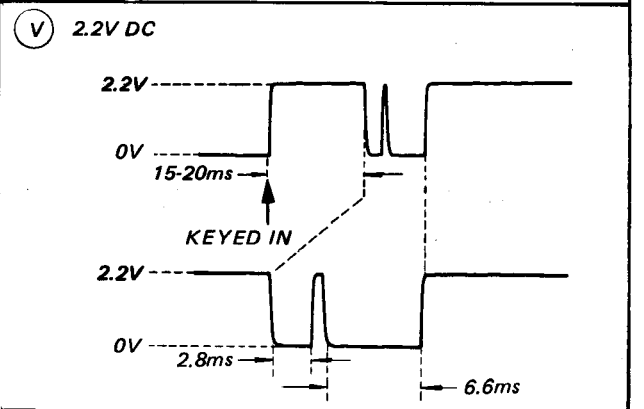 V 2.2V DC
2.2V
0V
15-20ms
KEYED IN
2.2V
0V
2.8ms
6.6ms